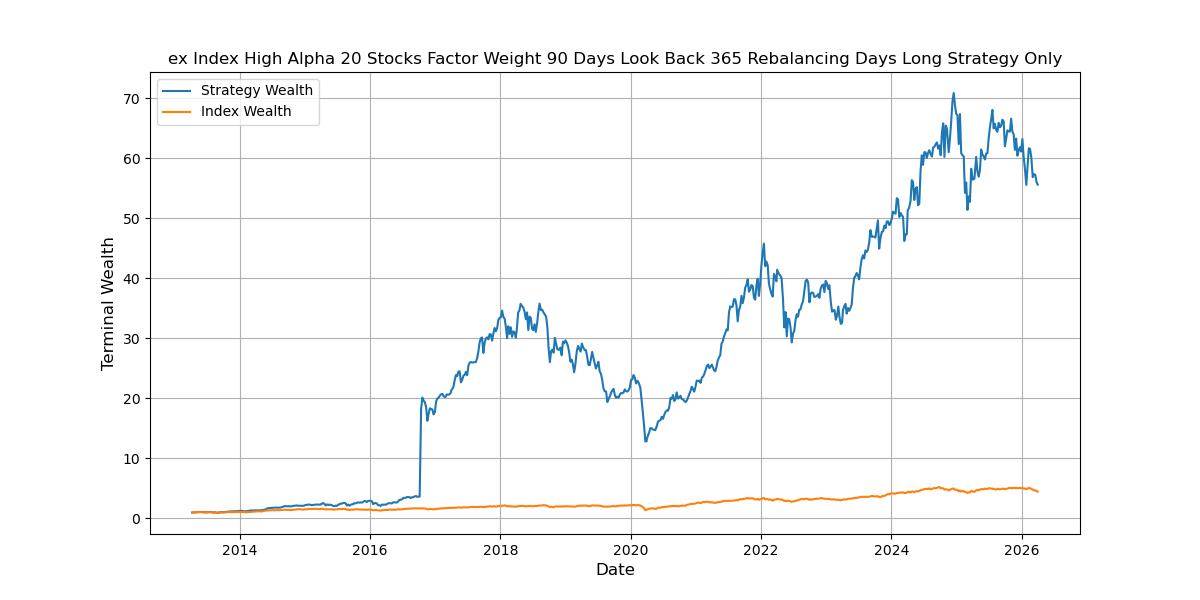 ex Index High Alpha 20 Stocks Factor Weight 90 Days Look Back 365 Rebalancing Days Long Strategy Only
Strategy Wealth
Index Wealth
Terminal Wealth
70
60
50
40
30
20
10
0
2014 2016 2018 2020 2022 2024 2026
Date